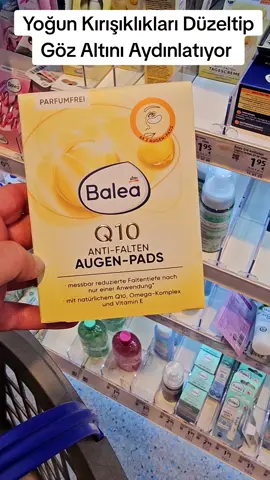 Yoğun Kırışıklıkları Düzeltip
Göz Altını Aydınlatıyor
PARFUMFREI
Balea
Q10
ANTI-FALTEN
AUGEN-PADS
· messbar reduzierte Faltentiefe nach
nur einer Anwendung*
· mit natürlichem Q10, Omega-Komplex
und Vitamin E
TAGESCREME
1,95
1,95